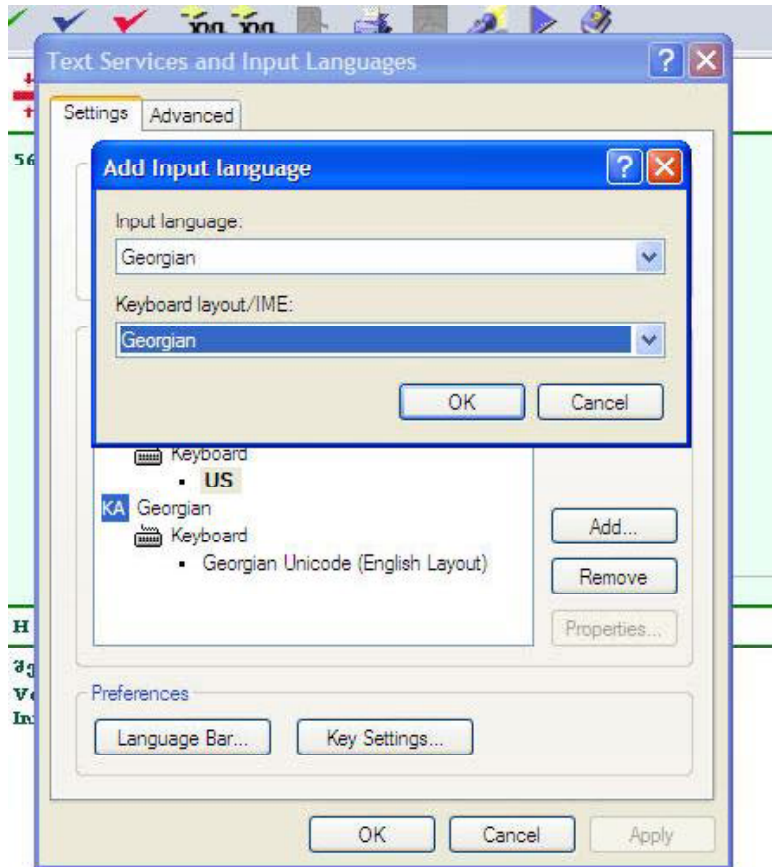 Text Services and Input Languages
Settings Advanced
56
Add Input language
Input language:
Georgian
Keyboard layout/IME:
Georgian
OK Cancel
Keyboard
• US
KA Georgian
Keyboard
• Georgian Unicode (English Layout)
Add...
Remove
Properties...
H
Preferences
Language Bar... Key Settings...
OK Cancel Apply